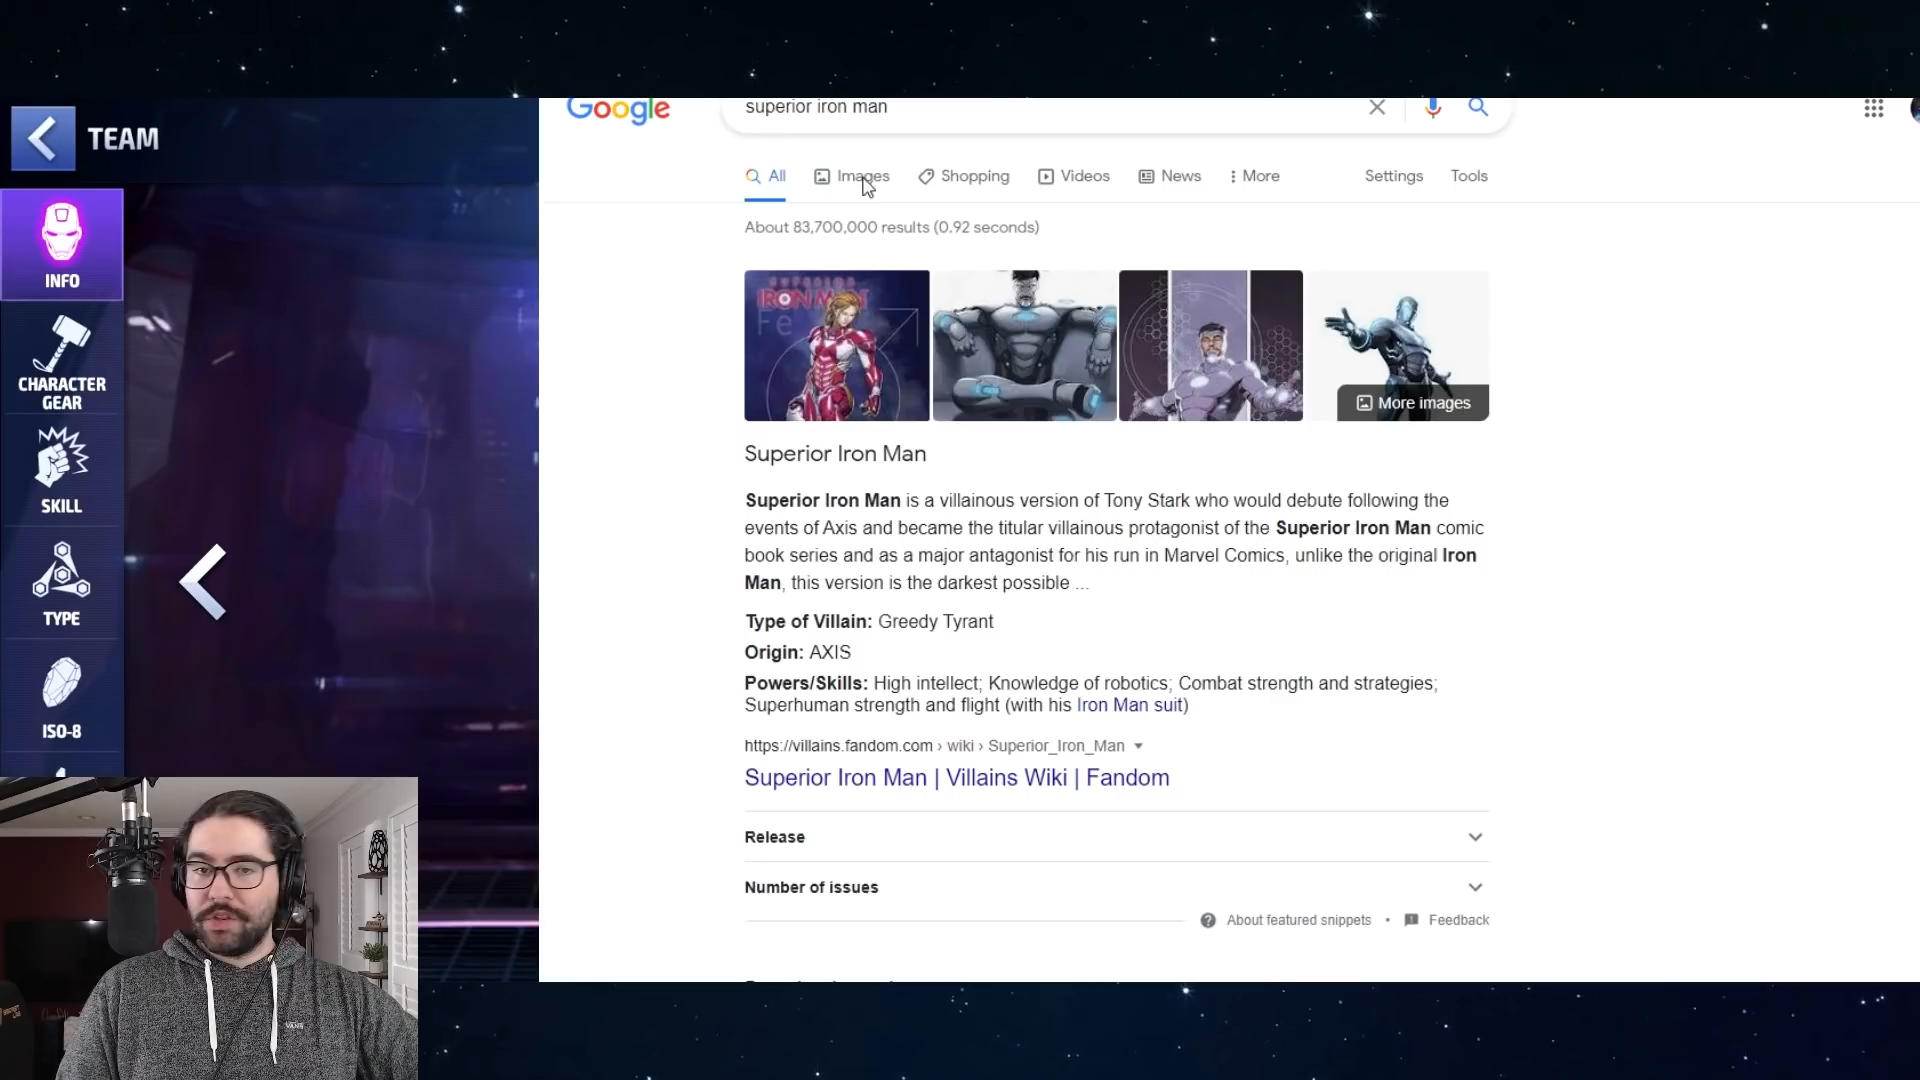 Google
superior iron man
TEAM
All
Images
Shopping
Videos
News
More
Settings
Tools
About 83,700,000 results (0.92 seconds)
INFO
CHARACTER
GEAR
SKILL
TYPE
ISO-8
SUPERIOR
IRON MAN
Fe
More images
Superior Iron Man
Superior Iron Man is a villainous version of Tony Stark who would debute following the
events of Axis and became the titular villainous protagonist of the Superior Iron Man comic
book series and as a major antagonist for his run in Marvel Comics, unlike the original Iron
Man, this version is the darkest possible ...
Type of Villain: Greedy Tyrant
Origin: AXIS
Powers/Skills: High intellect; Knowledge of robotics; Combat strength and strategies;
Superhuman strength and flight (with his Iron Man suit)
https://villains.fandom.com › wiki › Superior_Iron_Man
Superior Iron Man | Villains Wiki | Fandom
Release
Number of issues
About featured snippets • Feedback
VANS